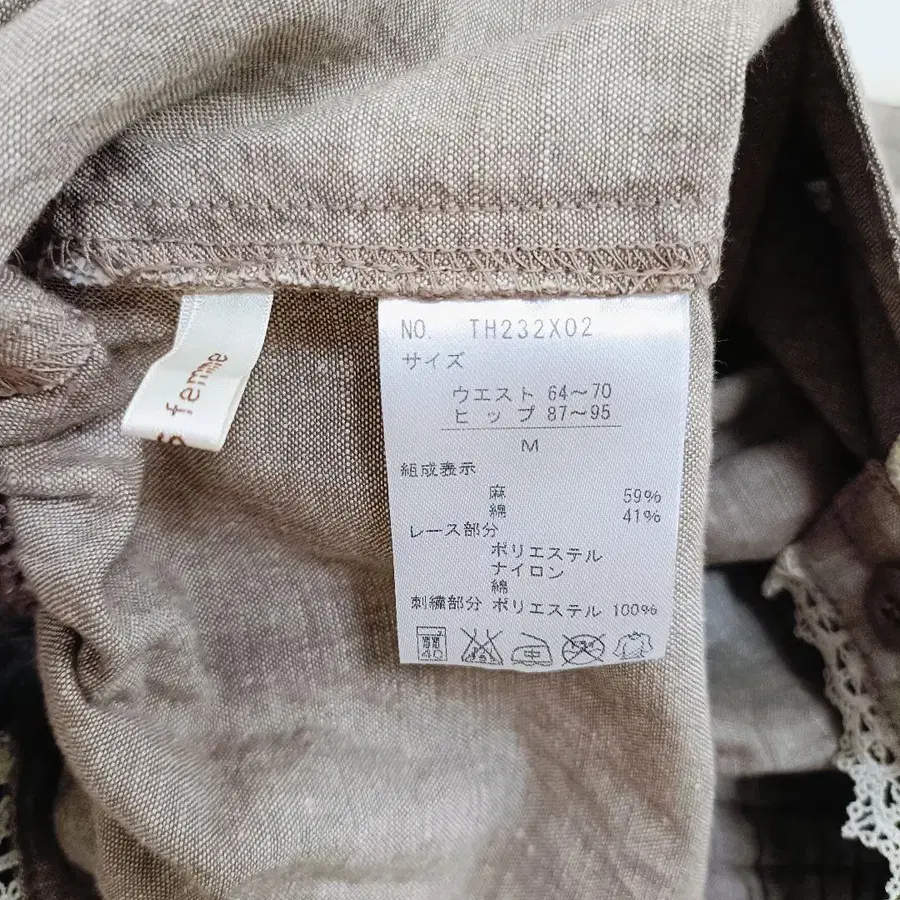 NO. TH232X02
サイズ
ウエスト 64〜70
ヒップ 87〜95
M
組成表示
麻 59%
綿 41%
レース部分
ポリエステル
ナイロン
綿
刺繍部分 ポリエステル 100%
40
S femme